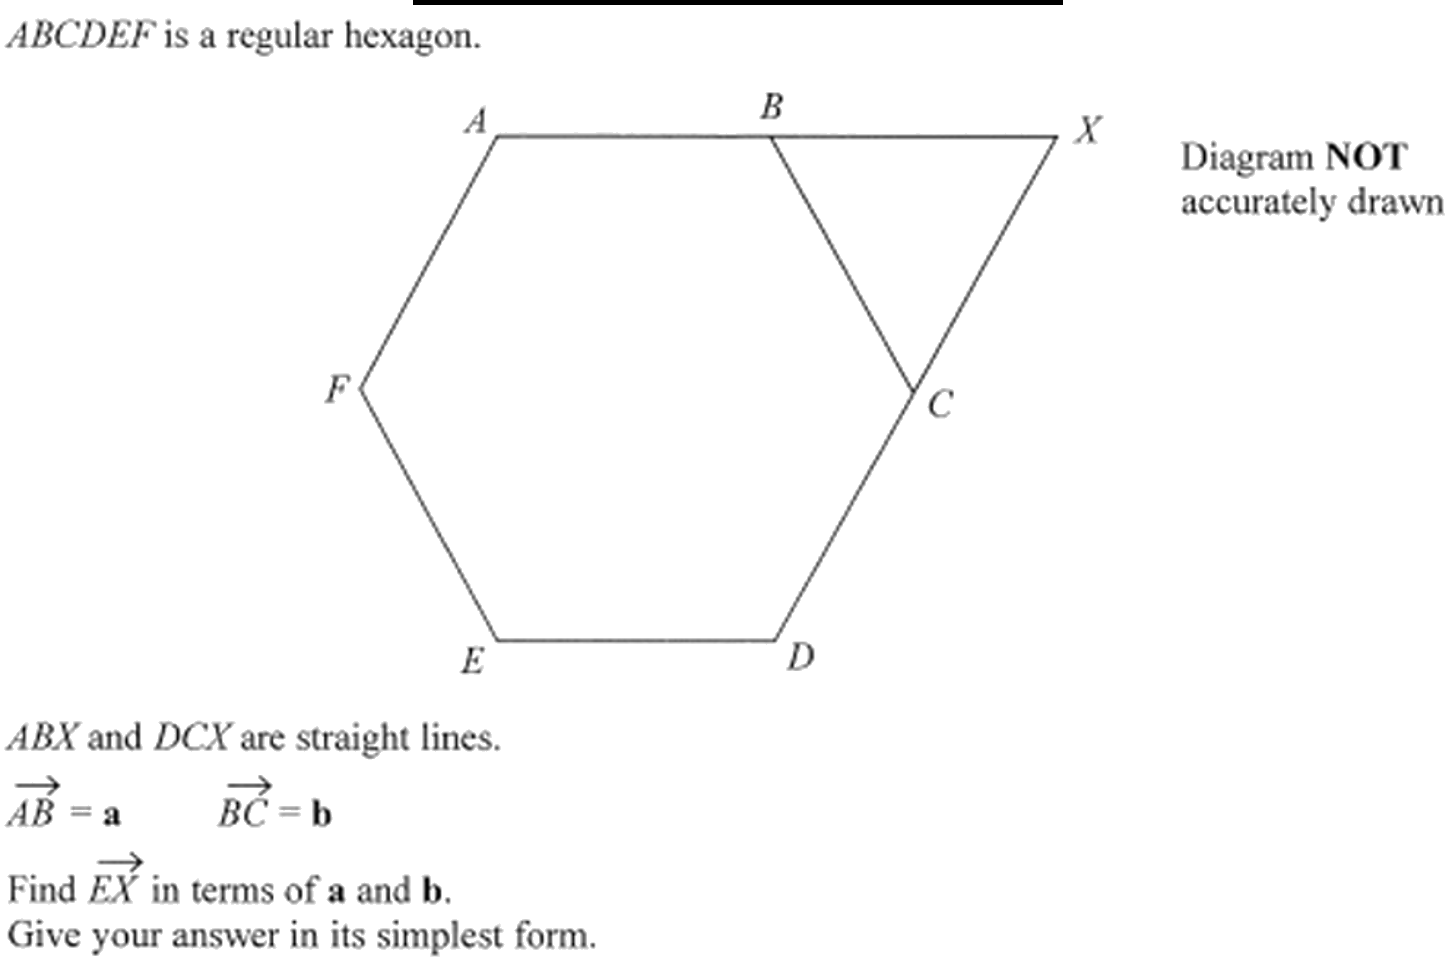 ABCDEF is a regular hexagon.
A
B
X
Diagram NOT
accurately drawn
F
C
E
D
ABX and DCX are straight lines.
AB⃗ = a BC⃗ = b
Find EX⃗ in terms of a and b.
Give your answer in its simplest form.